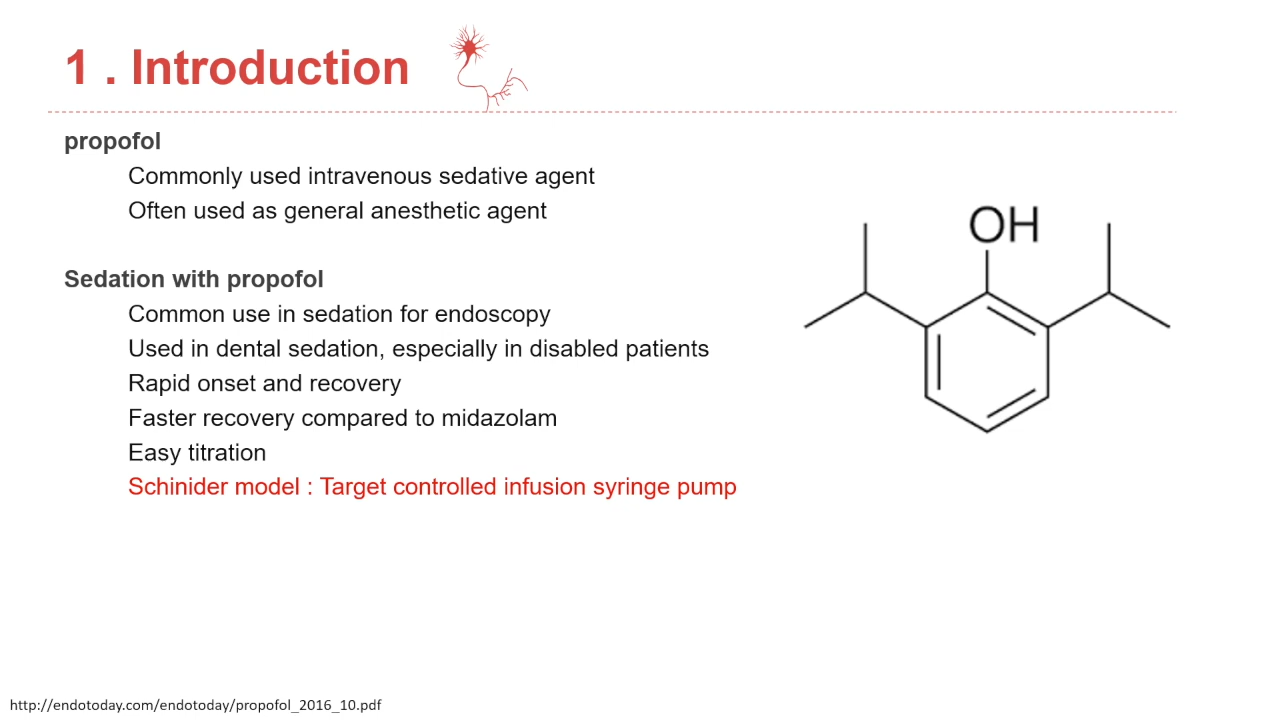 1 . Introduction
propofol
Commonly used intravenous sedative agent
Often used as general anesthetic agent
Sedation with propofol
Common use in sedation for endoscopy
Used in dental sedation, especially in disabled patients
Rapid onset and recovery
Faster recovery compared to midazolam
Easy titration
Schinider model : Target controlled infusion syringe pump
OH
http://endotoday.com/endotoday/propofol_2016_10.pdf